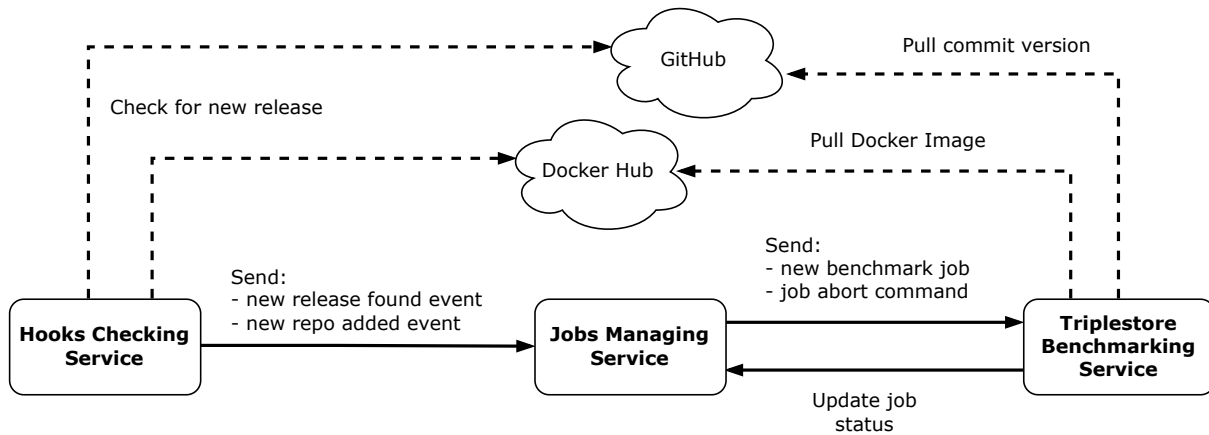 GitHub
Pull commit version
Check for new release
Docker Hub
Pull Docker Image
Send:
- new release found event
- new repo added event
Send:
- new benchmark job
- job abort command
Hooks Checking
Service
Jobs Managing
Service
Triplestore
Benchmarking
Service
Update job
status